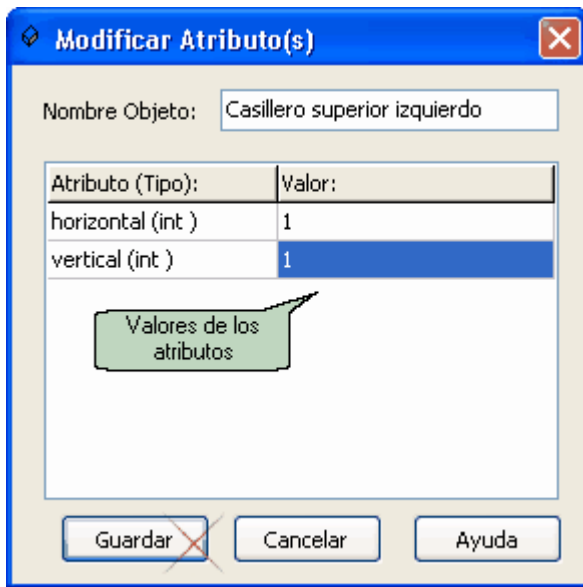 Modificar Atributo(s)
Nombre Objeto: Casillero superior izquierdo
Atributo (Tipo): Valor:
horizontal (int ) 1
vertical (int ) 1
Valores de los
atributos
Guardar Cancelar Ayuda